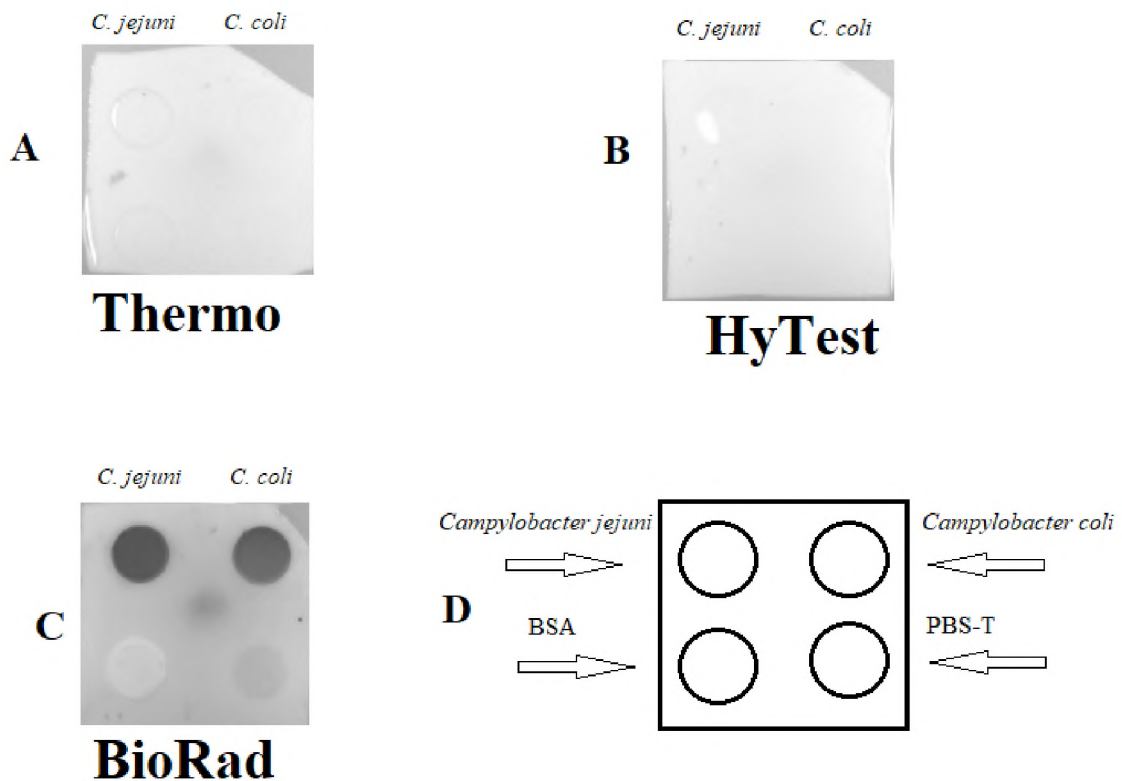 C. jejuni C. coli
A
Thermo
C. jejuni C. coli
B
HyTest
C. jejuni C. coli
C
BioRad
Campylobacter jejuni
Campylobacter coli
D
BSA
PBS-T